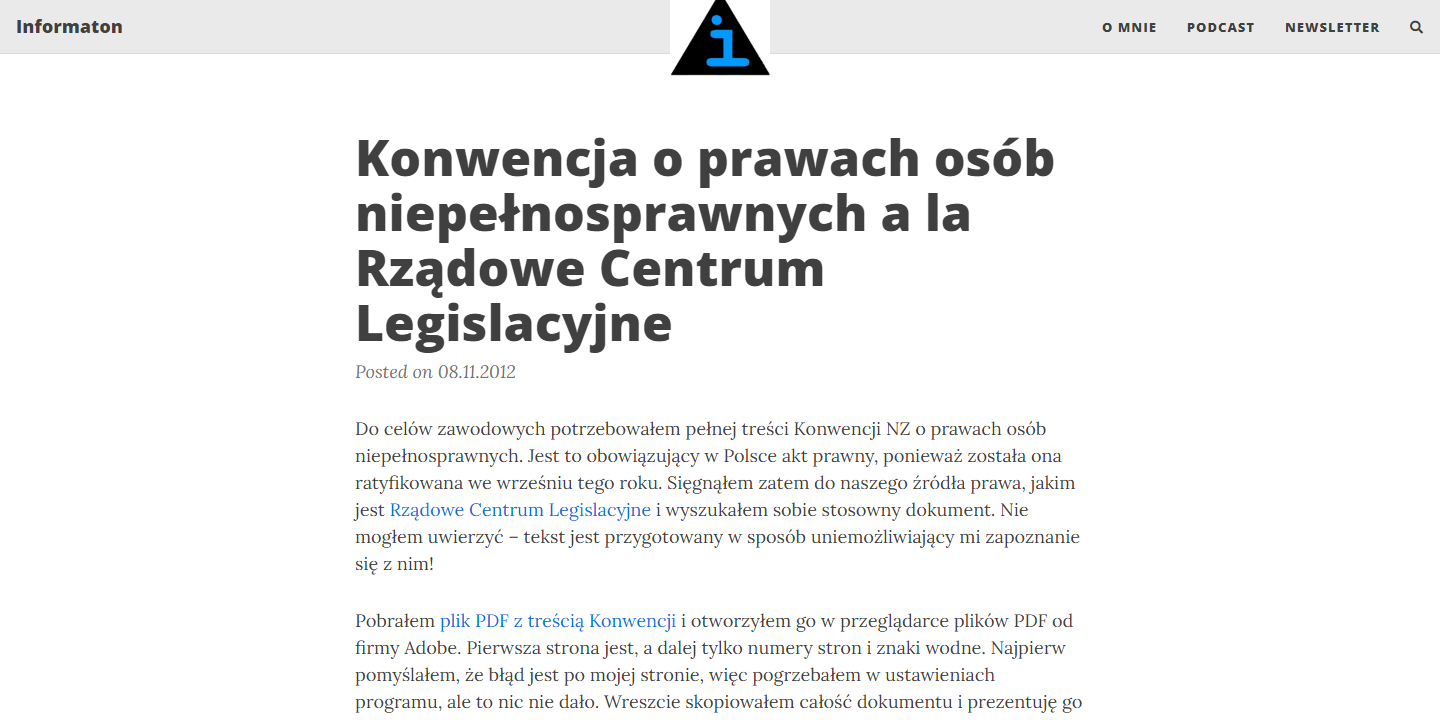 Informaton
i
O MNIE PODCAST NEWSLETTER
Konwencja o prawach osób
niepełnosprawnych a la
Rządowe Centrum
Legislacyjne
Posted on 08.11.2012
Do celów zawodowych potrzebowałem pełnej treści Konwencji NZ o prawach osób
niepełnosprawnych. Jest to obowiązujący w Polsce akt prawny, ponieważ została ona
ratyfikowana we wrześniu tego roku. Sięgnąłem zatem do naszego źródła prawa, jakim
jest Rządowe Centrum Legislacyjne i wyszukałem sobie stosowny dokument. Nie
mogłem uwierzyć – tekst jest przygotowany w sposób uniemożliwiający mi zapoznanie
się z nim!
Pobrałem plik PDF z treścią Konwencji i otworzyłem go w przeglądarce plików PDF od
firmy Adobe. Pierwsza strona jest, a dalej tylko numery stron i znaki wodne. Najpierw
pomyślałem, że błąd jest po mojej stronie, więc pogrzebałem w ustawieniach
programu, ale to nic nie dało. Wreszcie skopiowałem całość dokumentu i prezentuję go